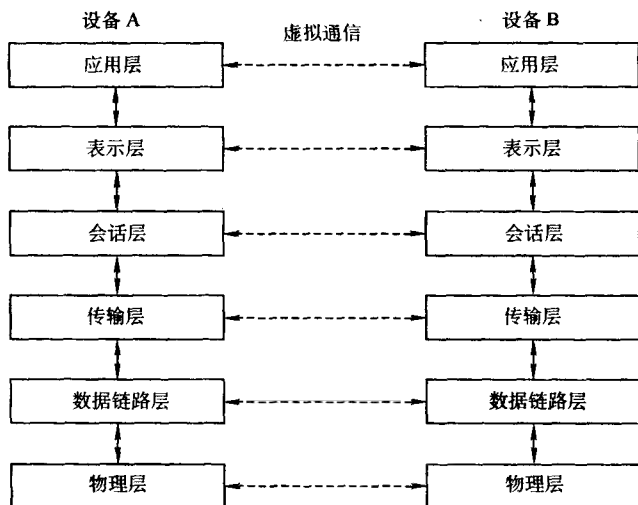 设备 A 虚拟通信 设备 B
应用层 应用层
表示层 表示层
会话层 会话层
传输层 传输层
数据链路层 数据链路层
物理层 物理层